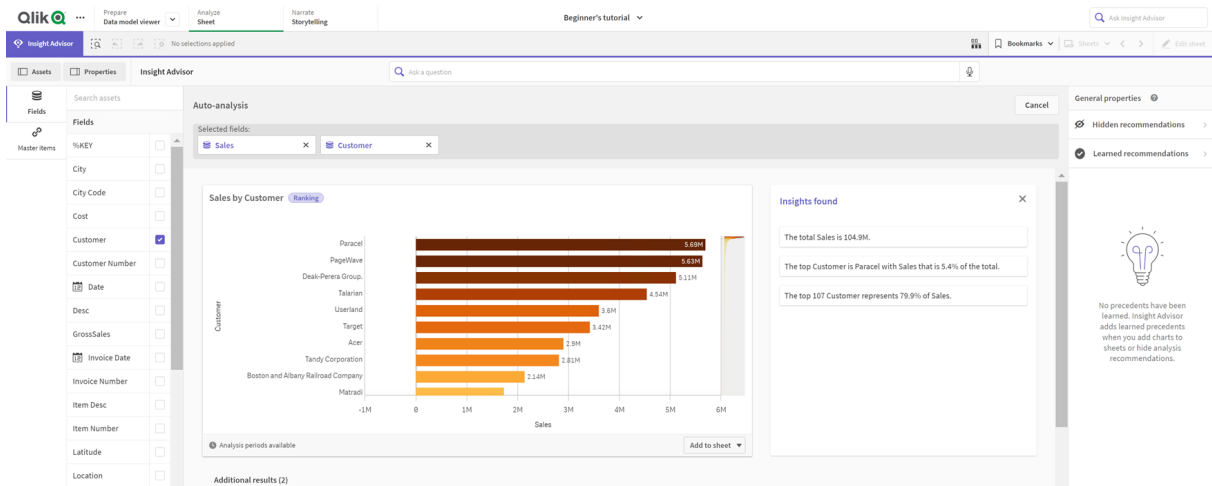 Qlik
Prepare
Data model viewer
Analyze
Sheet
Narrate
Storytelling
Beginner's tutorial
Ask Insight Advisor
Insight Advisor
No selections applied
Bookmarks
Sheets
Edit sheet
Assets
Properties
Insight Advisor
Ask a question
Fields
Master items
Search assets
Fields
%KEY
City
City Code
Cost
Customer
Customer Number
Date
Desc
GrossSales
Invoice Date
Invoice Number
Item Desc
Item Number
Latitude
Location
Auto-analysis
Cancel
Selected fields:
Sales
Customer
Sales by Customer
Ranking
Customer
Paracel
5.69M
PageWave
5.63M
Deak-Perera Group.
5.11M
Talarian
4.54M
Userland
3.6M
Target
3.42M
Acer
2.9M
Tandy Corporation
2.81M
Boston and Albany Railroad Company
2.14M
Matradi
-1M 0 1M 2M 3M 4M 5M 6M
Sales
Analysis periods available
Add to sheet
Additional results (2)
Insights found
The total Sales is 104.9M.
The top Customer is Paracel with Sales that is 5.4% of the total.
The top 107 Customer represents 79.9% of Sales.
General properties
Hidden recommendations
Learned recommendations
No precedents have been
learned. Insight Advisor
adds learned precedents
when you add charts to
sheets or hide analysis
recommendations.